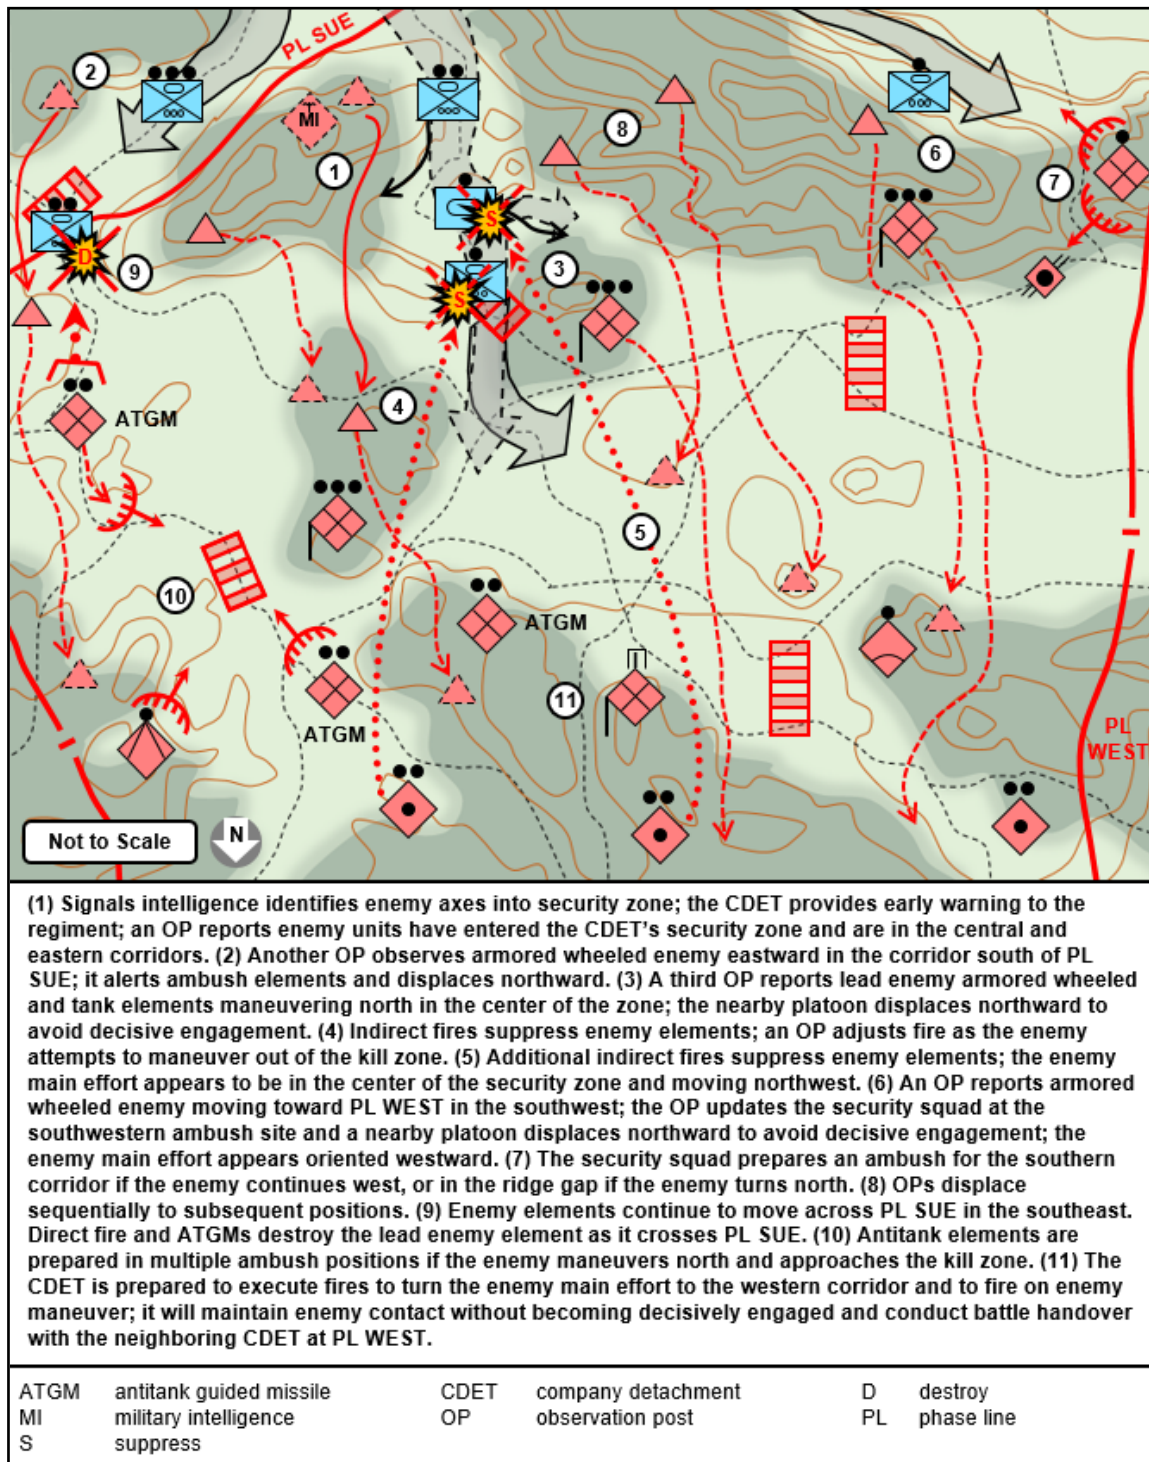 PL SUE
2
MI
1
8
6
7
S
D
9
3
S
4
ATGM
5
10
ATGM
11
ATGM
PL
WEST
Not to Scale
N
(1) Signals intelligence identifies enemy axes into security zone; the CDET provides early warning to the
regiment; an OP reports enemy units have entered the CDET's security zone and are in the central and
eastern corridors. (2) Another OP observes armored wheeled enemy eastward in the corridor south of PL
SUE; it alerts ambush elements and displaces northward. (3) A third OP reports lead enemy armored wheeled
and tank elements maneuvering north in the center of the zone; the nearby platoon displaces northward to
avoid decisive engagement. (4) Indirect fires suppress enemy elements; an OP adjusts fire as the enemy
attempts to maneuver out of the kill zone. (5) Additional indirect fires suppress enemy elements; the enemy
main effort appears to be in the center of the security zone and moving northwest. (6) An OP reports armored
wheeled enemy moving toward PL WEST in the southwest; the OP updates the security squad at the
southwestern ambush site and a nearby platoon displaces northward to avoid decisive engagement; the
enemy main effort appears oriented westward. (7) The security squad prepares an ambush for the southern
corridor if the enemy continues west, or in the ridge gap if the enemy turns north. (8) OPs displace
sequentially to subsequent positions. (9) Enemy elements continue to move across PL SUE in the southeast.
Direct fire and ATGMs destroy the lead enemy element as it crosses PL SUE. (10) Antitank elements are
prepared in multiple ambush positions if the enemy maneuvers north and approaches the kill zone. (11) The
CDET is prepared to execute fires to turn the enemy main effort to the western corridor and to fire on enemy
maneuver; it will maintain enemy contact without becoming decisively engaged and conduct battle handover
with the neighboring CDET at PL WEST.
ATGM antitank guided missile CDET company detachment D destroy
MI military intelligence OP observation post PL phase line
S suppress